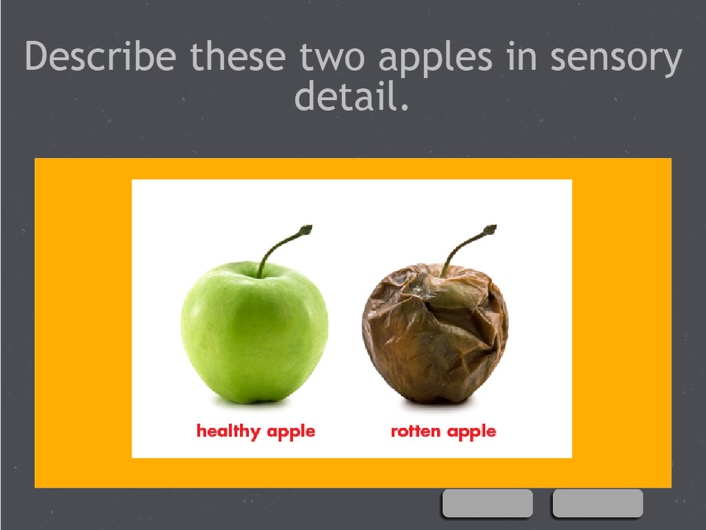 Describe these two apples in sensory
detail.
healthy apple
rotten apple